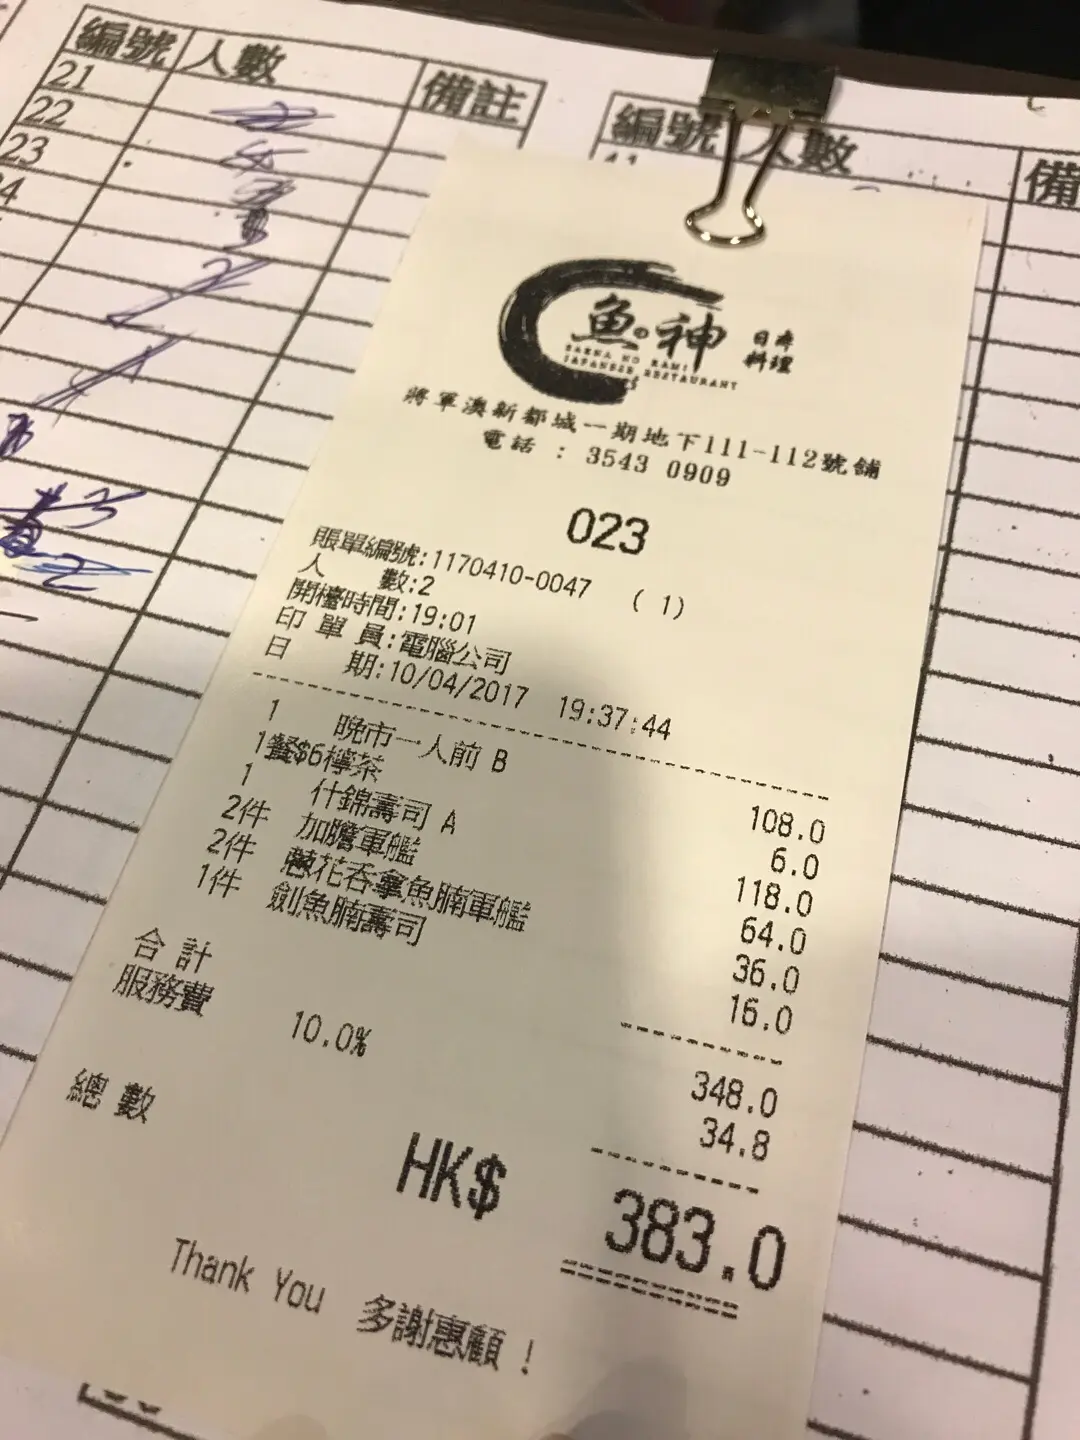 編號 人數 備註
21
22
23
編號 人數 備
魚の神 日本料理
SAKANA NO KAMI
JAPANESE RESTAURANT
將軍澳新都城一期地下111-112號舖
電話 : 3543 0909
023
賬單編號:1170410-0047 ( 1)
人 數:2
開檯時間:19:01
印 單 員:電腦公司
日 期:10/04/2017 19:37:44
1 晚市一人前 B 108.0
1餐$6檸茶 6.0
1 什錦壽司 A 118.0
2件 加膽軍艦 64.0
2件 蔥花吞拿魚腩軍艦 36.0
1件 劍魚腩壽司 16.0
合 計 348.0
服務費 10.0% 34.8
總 數 HK$ 383.0
Thank You 多謝惠顧 !